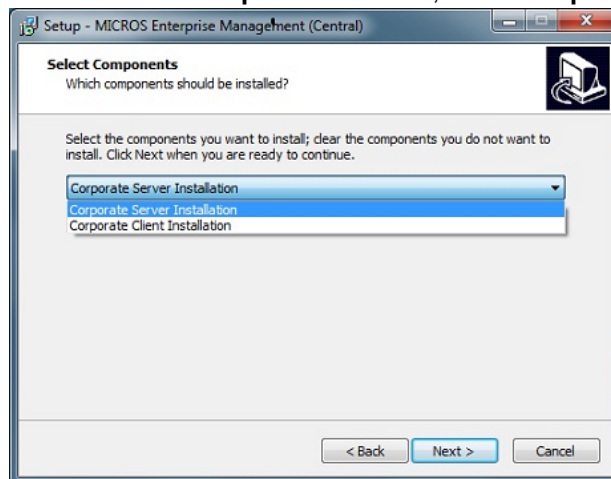 Setup - MICROS Enterprise Management (Central)
Select Components
Which components should be installed?
Select the components you want to install; clear the components you do not want to
install. Click Next when you are ready to continue.
Corporate Server Installation
Corporate Server Installation
Corporate Client Installation
< Back
Next >
Cancel